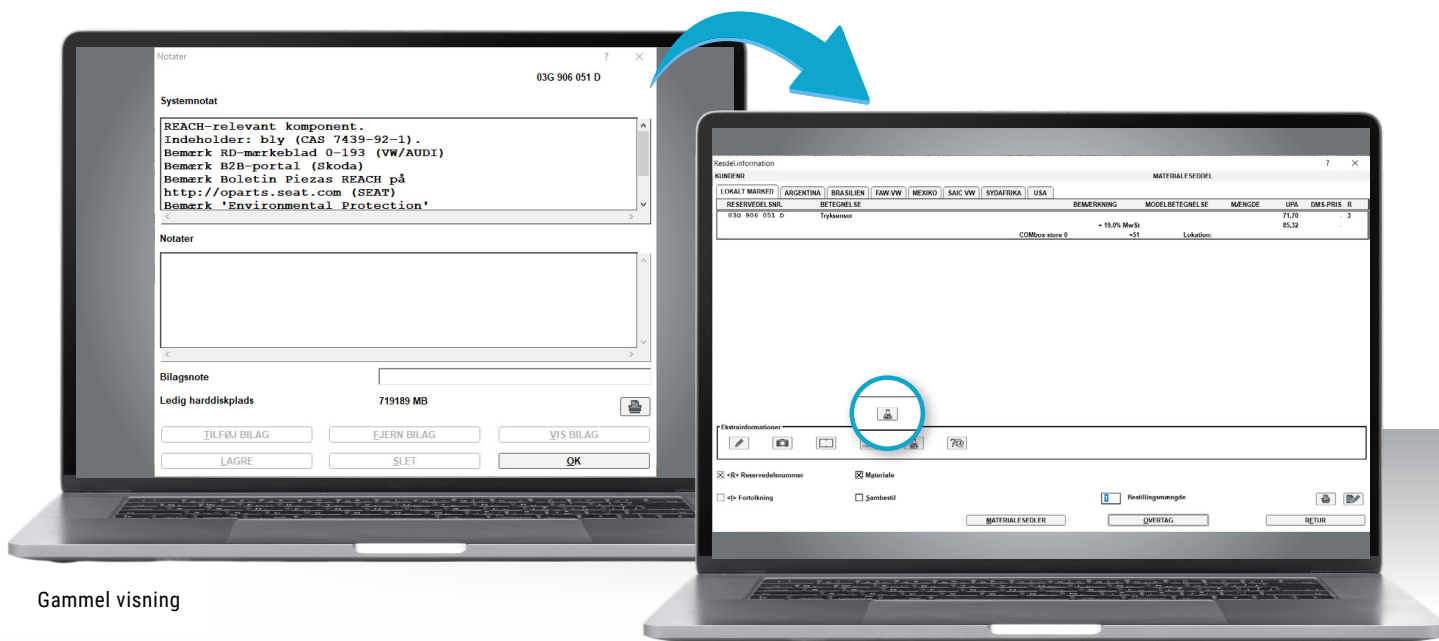 Notater
03G 906 051 D
Systemnotat
REACH-relevant komponent.
Indeholder: bly (CAS 7439-92-1).
Bemærk RD-mærkeblad 0-193 (VW/AUDI)
Bemærk B2B-portal (Skoda)
Bemærk Boletin Piezas REACH på
http://oparts.seat.com (SEAT)
Bemærk 'Environmental Protection'
Notater
Bilagsnote
Ledig harddiskplads 719189 MB
TILFØJ BILAG FJERN BILAG VIS BILAG
LAGRE SLET OK
Gammel visning
Resdel.information
KUNDENR MATERIALESEDDEL
LOKALT MARKED ARGENTINA BRASILIEN FAW-VW MEXIKO SAIC VW SYDAFRIKA USA
RESERVEDELSNR. BETEGNELSE BEMÆRKNING MODELBETEGNELSE MÆNGDE UPA DMS-PRIS R
03G 906 051 D Tryksensor 71,70 - 3
+ 19.0% MwSt 85,32 -
COMbox store 0 =51 Lokation:
Ekstrainformationer
<R> Reservedelsnummer Materiale
<I> Fortolkning Sambestil Bestillingsmængde
MATERIALESEDLER OVERTAG RETUR